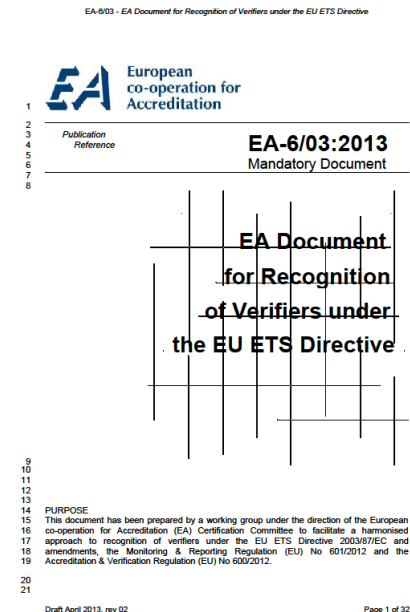 EA-6/03 - EA Document for Recognition of Verifiers under the EU ETS Directive
EA
European
co-operation for
Accreditation
1
2
3 Publication
4 Reference
EA-6/03:2013
5
6 Mandatory Document
7
8
EA Document
for Recognition
of Verifiers under
the EU ETS Directive
9
10
11
12
13
14 PURPOSE
15 This document has been prepared by a working group under the direction of the European
16 co-operation for Accreditation (EA) Certification Committee to facilitate a harmonised
17 approach to recognition of verifiers under the EU ETS Directive 2003/87/EC and
18 amendments, the Monitoring & Reporting Regulation (EU) No 601/2012 and the
19 Accreditation & Verification Regulation (EU) No 600/2012.
20
21
Draft April 2013, rev 02 Page 1 of 32